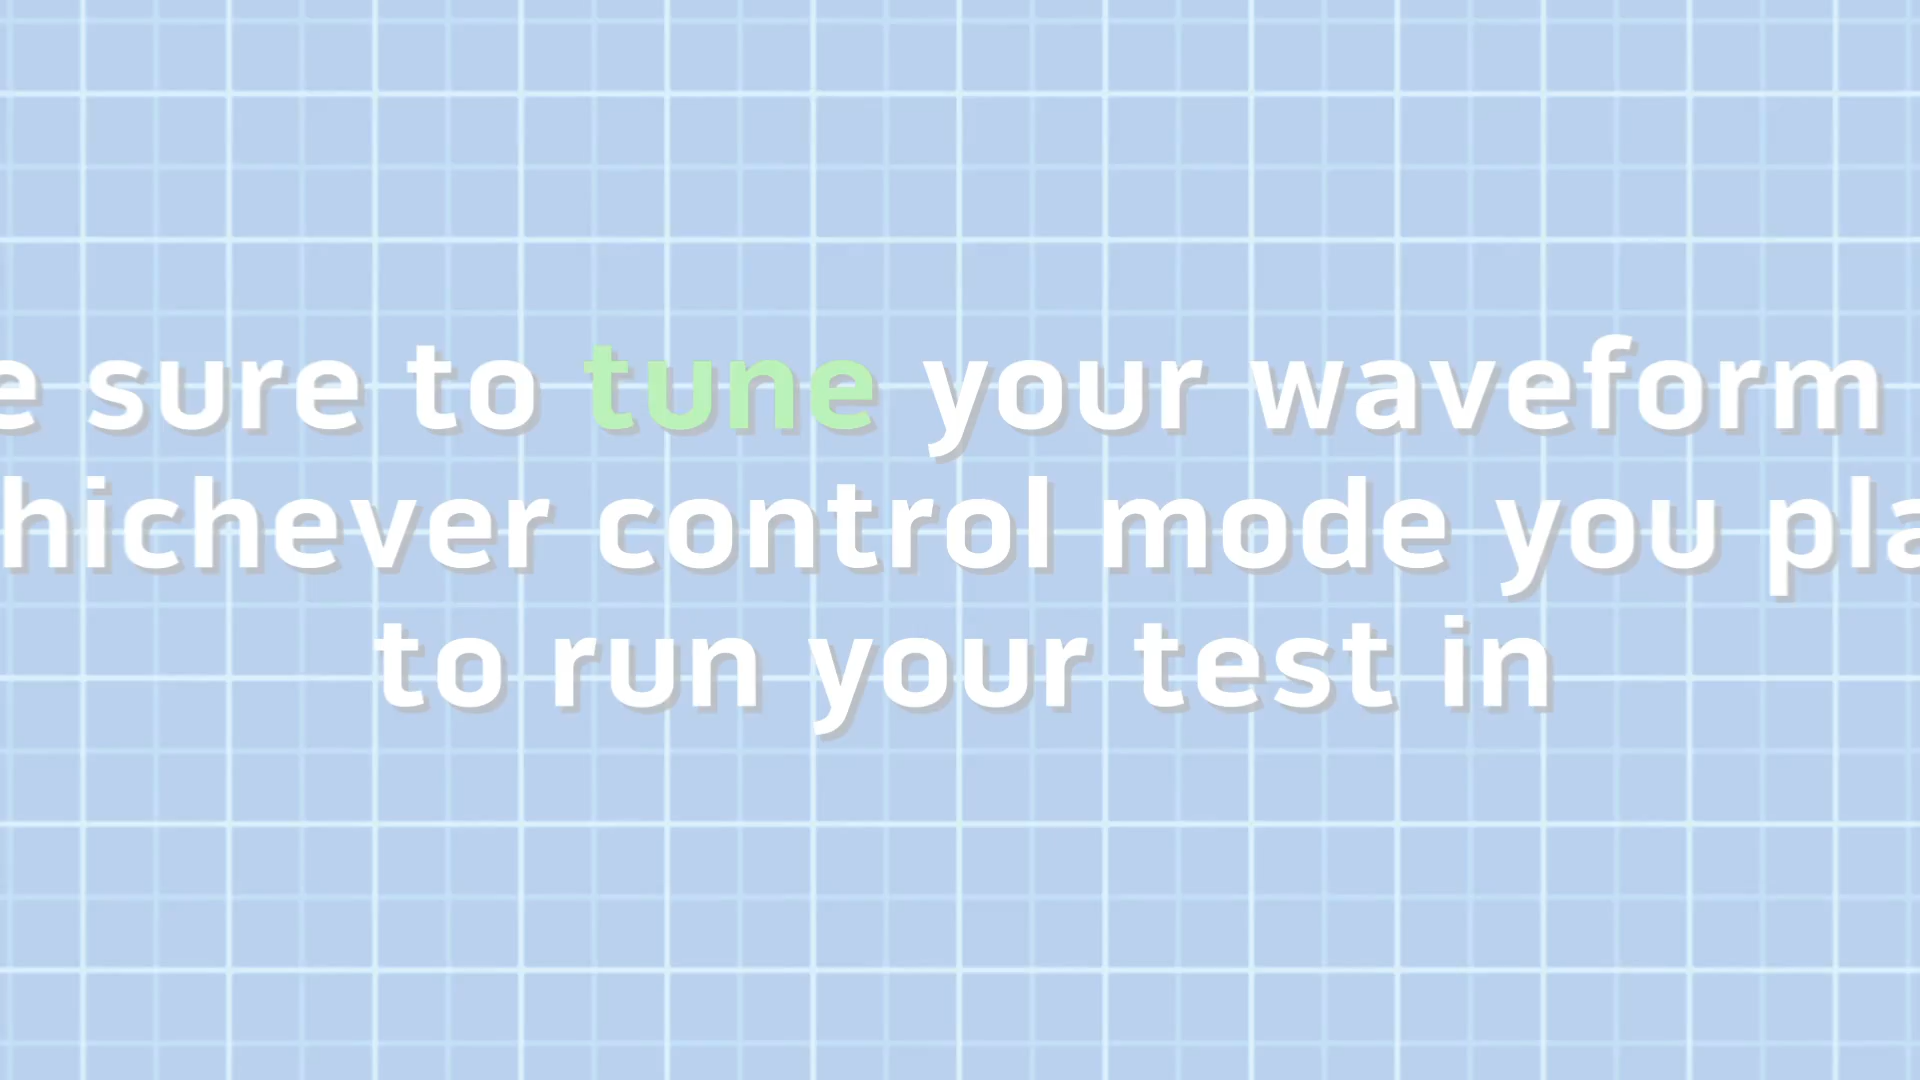 e sure to tune your waveform
hichever control mode you pla
to run your test in